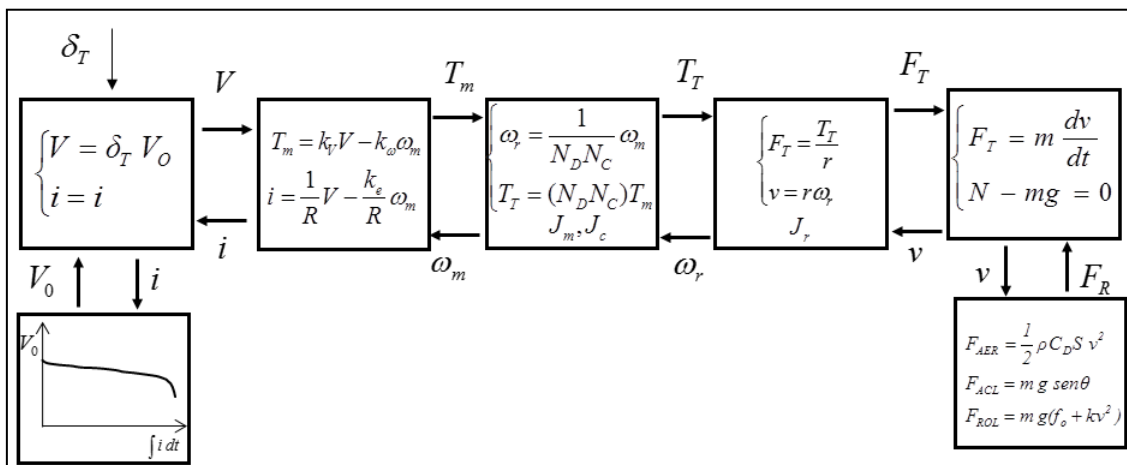 δ_T
V
T_m
T_T
F_T
V = δ_T V_O
i = i
T_m = k_V V − k_ω ω_m
i = 1/R V − k_e/R ω_m
ω_r = 1/(N_D N_C) ω_m
T_T = (N_D N_C) T_m
J_m, J_c
F_T = T_T/r
v = r ω_r
J_r
F_T = m dv/dt
N − mg = 0
i
ω_m
ω_r
v
V_0
i
v
F_R
V_0
∫ i dt
F_AER = 1/2 ρ C_D S v²
F_ACL = m g senθ
F_ROL = m g(f_o + kv²)